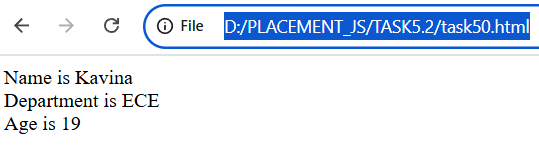 File D:/PLACEMENT_JS/TASK5.2/task50.html
Name is Kavina
Department is ECE
Age is 19